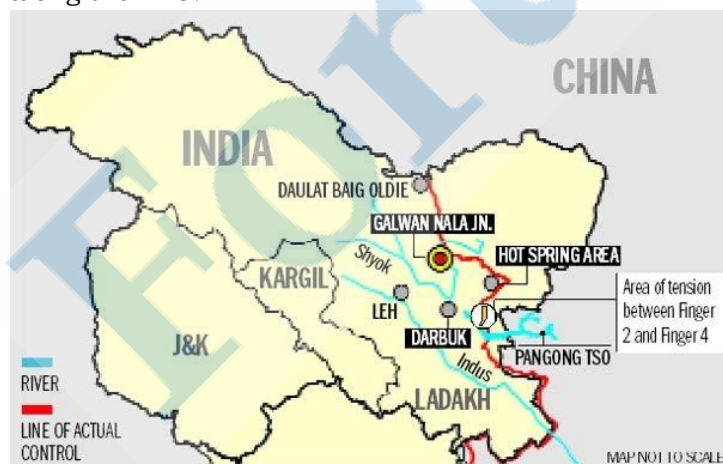 CHINA
INDIA
DAULAT BAIG OLDIE
GALWAN NALA JN.
HOT SPRING AREA
Shyok
KARGIL
Area of tension
between Finger
2 and Finger 4
LEH
J&K
DARBUK
PANGONG TSO
RIVER
Indus
LADAKH
LINE OF ACTUAL
CONTROL
MAP NOT TO SCALE